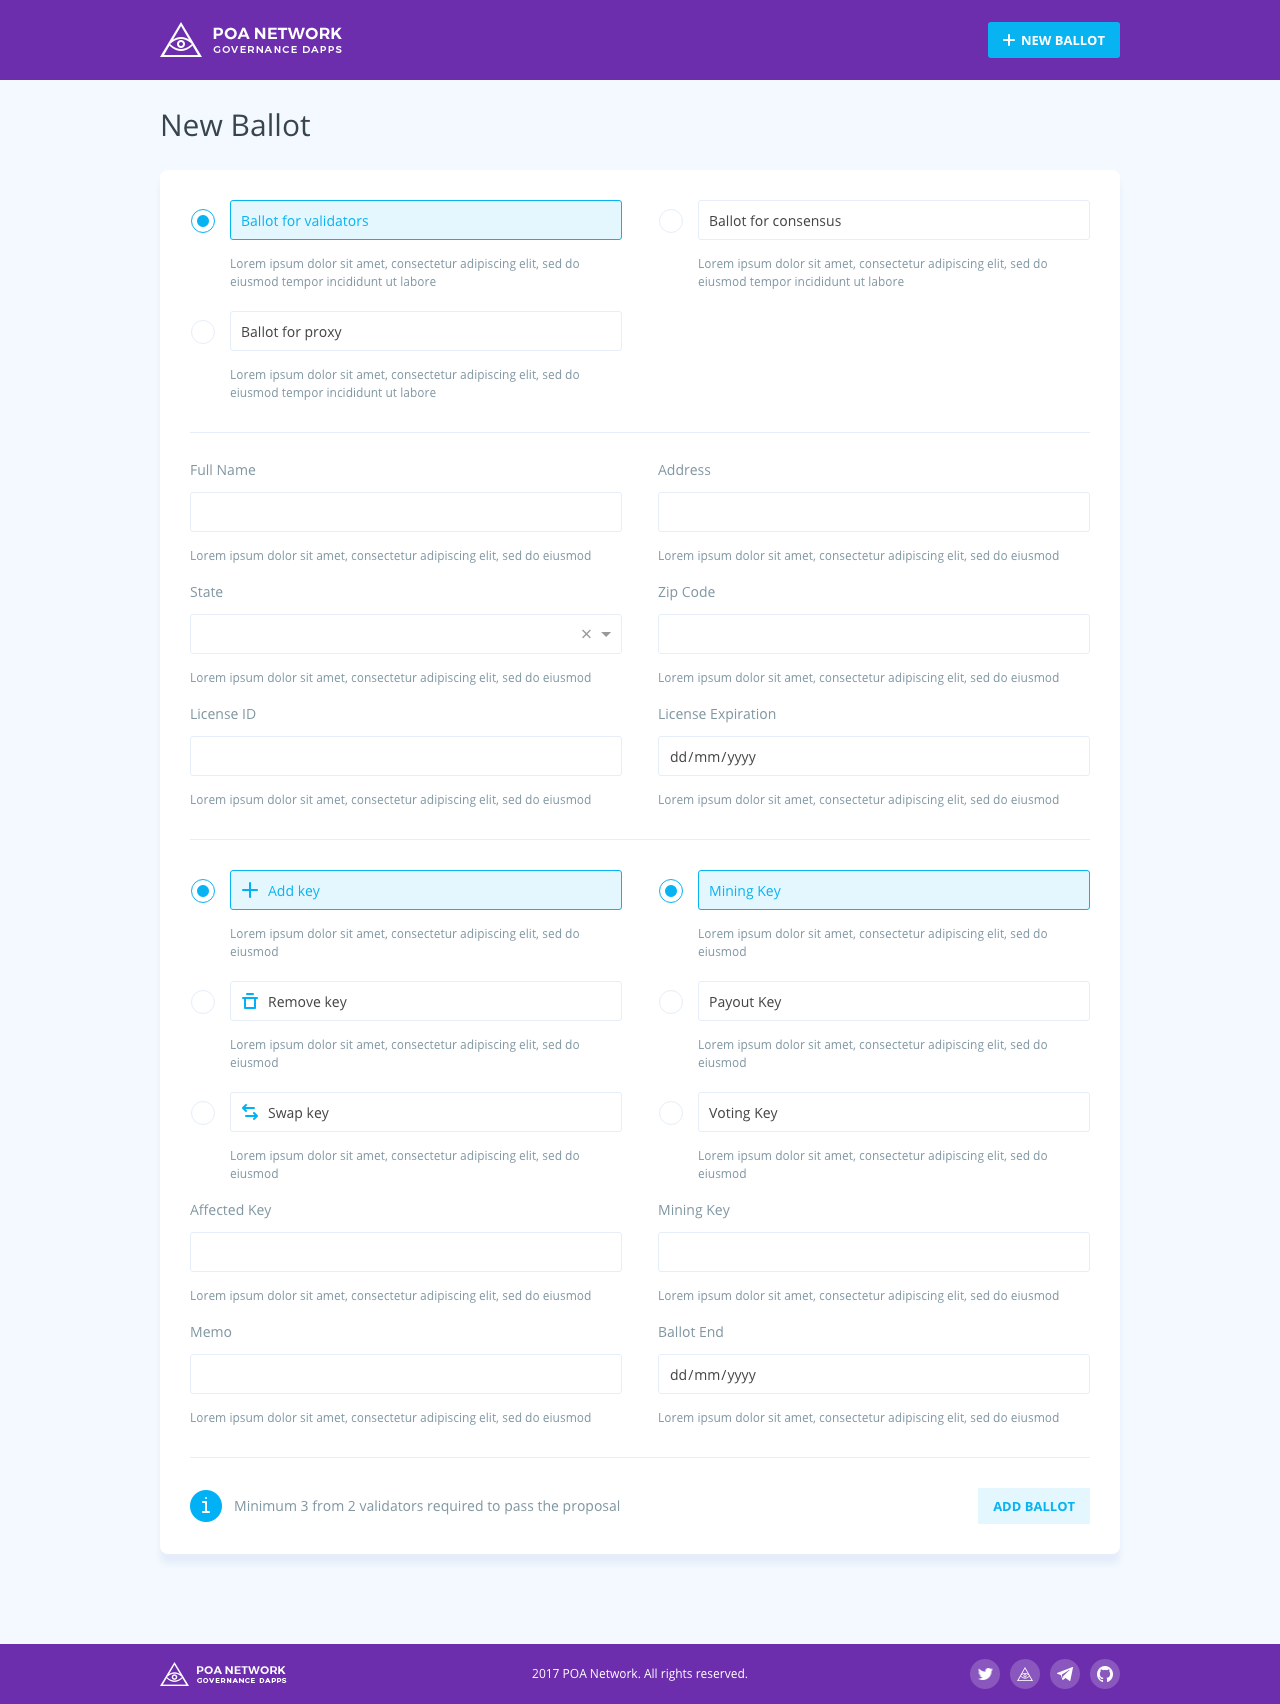 POA NETWORK
GOVERNANCE DAPPS
NEW BALLOT
New Ballot
Ballot for validators
Lorem ipsum dolor sit amet, consectetur adipiscing elit, sed do
eiusmod tempor incididunt ut labore
Ballot for consensus
Lorem ipsum dolor sit amet, consectetur adipiscing elit, sed do
eiusmod tempor incididunt ut labore
Ballot for proxy
Lorem ipsum dolor sit amet, consectetur adipiscing elit, sed do
eiusmod tempor incididunt ut labore
Full Name
Lorem ipsum dolor sit amet, consectetur adipiscing elit, sed do eiusmod
Address
Lorem ipsum dolor sit amet, consectetur adipiscing elit, sed do eiusmod
State
Lorem ipsum dolor sit amet, consectetur adipiscing elit, sed do eiusmod
Zip Code
Lorem ipsum dolor sit amet, consectetur adipiscing elit, sed do eiusmod
License ID
Lorem ipsum dolor sit amet, consectetur adipiscing elit, sed do eiusmod
License Expiration
dd/mm/yyyy
Lorem ipsum dolor sit amet, consectetur adipiscing elit, sed do eiusmod
Add key
Lorem ipsum dolor sit amet, consectetur adipiscing elit, sed do
eiusmod
Mining Key
Lorem ipsum dolor sit amet, consectetur adipiscing elit, sed do
eiusmod
Remove key
Lorem ipsum dolor sit amet, consectetur adipiscing elit, sed do
eiusmod
Payout Key
Lorem ipsum dolor sit amet, consectetur adipiscing elit, sed do
eiusmod
Swap key
Lorem ipsum dolor sit amet, consectetur adipiscing elit, sed do
eiusmod
Voting Key
Lorem ipsum dolor sit amet, consectetur adipiscing elit, sed do
eiusmod
Affected Key
Lorem ipsum dolor sit amet, consectetur adipiscing elit, sed do eiusmod
Mining Key
Lorem ipsum dolor sit amet, consectetur adipiscing elit, sed do eiusmod
Memo
Lorem ipsum dolor sit amet, consectetur adipiscing elit, sed do eiusmod
Ballot End
dd/mm/yyyy
Lorem ipsum dolor sit amet, consectetur adipiscing elit, sed do eiusmod
Minimum 3 from 2 validators required to pass the proposal
ADD BALLOT
POA NETWORK
GOVERNANCE DAPPS
2017 POA Network. All rights reserved.